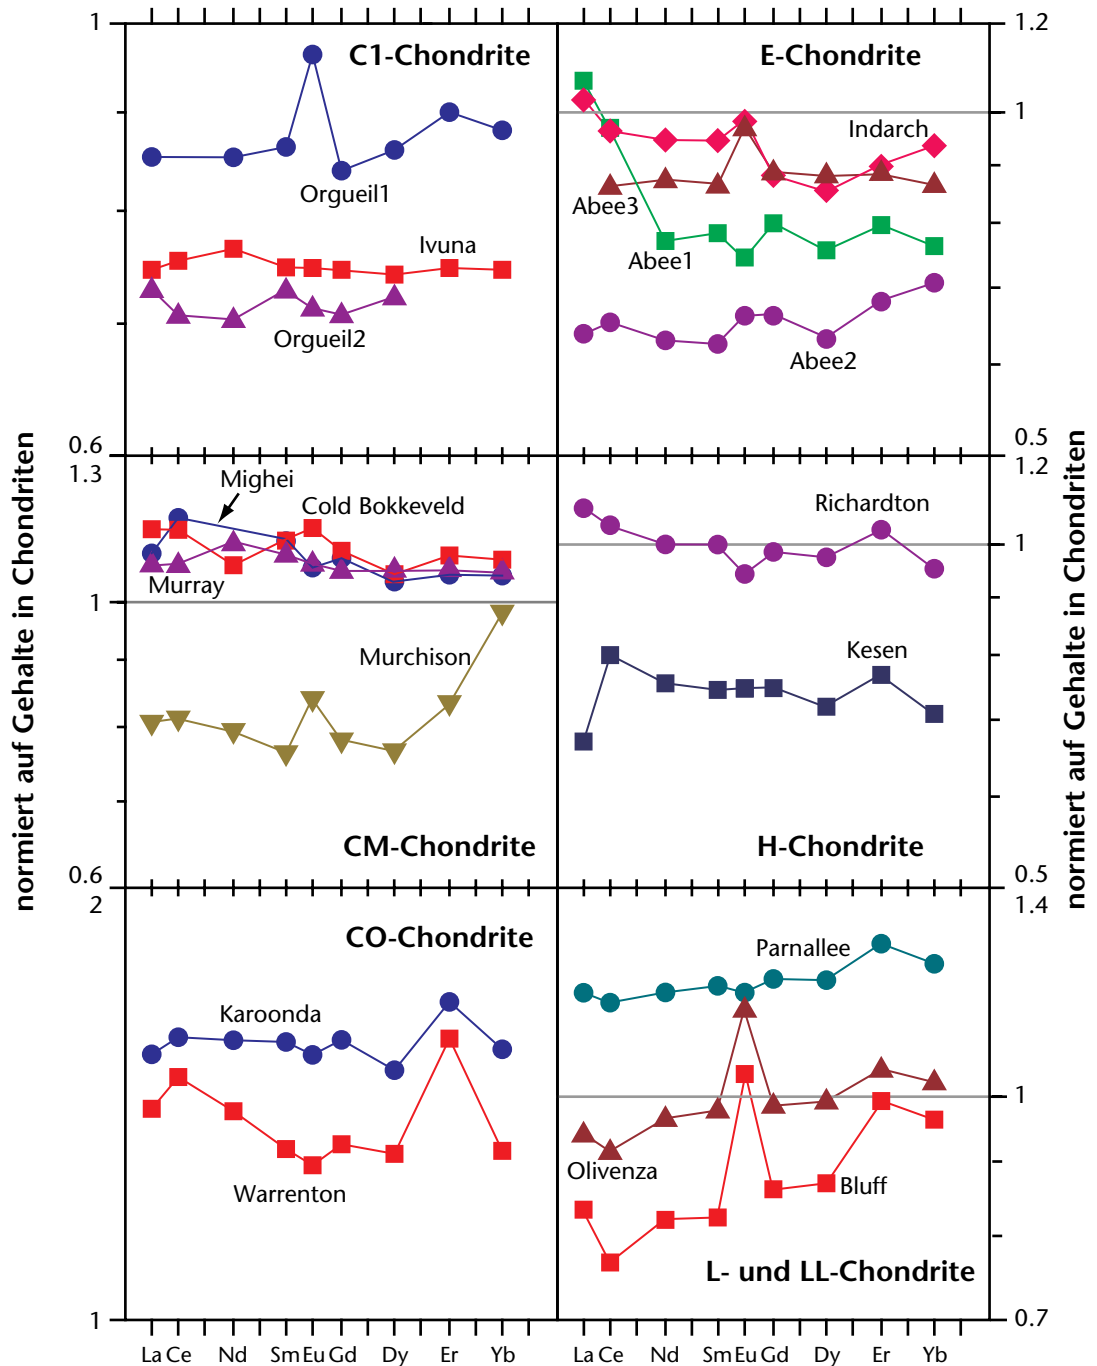 1
1.2
C1-Chondrite
E-Chondrite
1
Indarch
Orgueil1
Abee3
Ivuna
Abee1
Orgueil2
Abee2
0.6
0.5
1.3
1.2
Mighei
Cold Bokkeveld
Richardton
1
Murray
1
Murchison
Kesen
CM-Chondrite
H-Chondrite
0.6
0.5
2
1.4
CO-Chondrite
Parnallee
Karoonda
1
Olivenza
Bluff
Warrenton
L- und LL-Chondrite
1
0.7
La Ce Nd Sm Eu Gd Dy Er Yb
La Ce Nd Sm Eu Gd Dy Er Yb
normiert auf Gehalte in Chondriten
normiert auf Gehalte in Chondriten